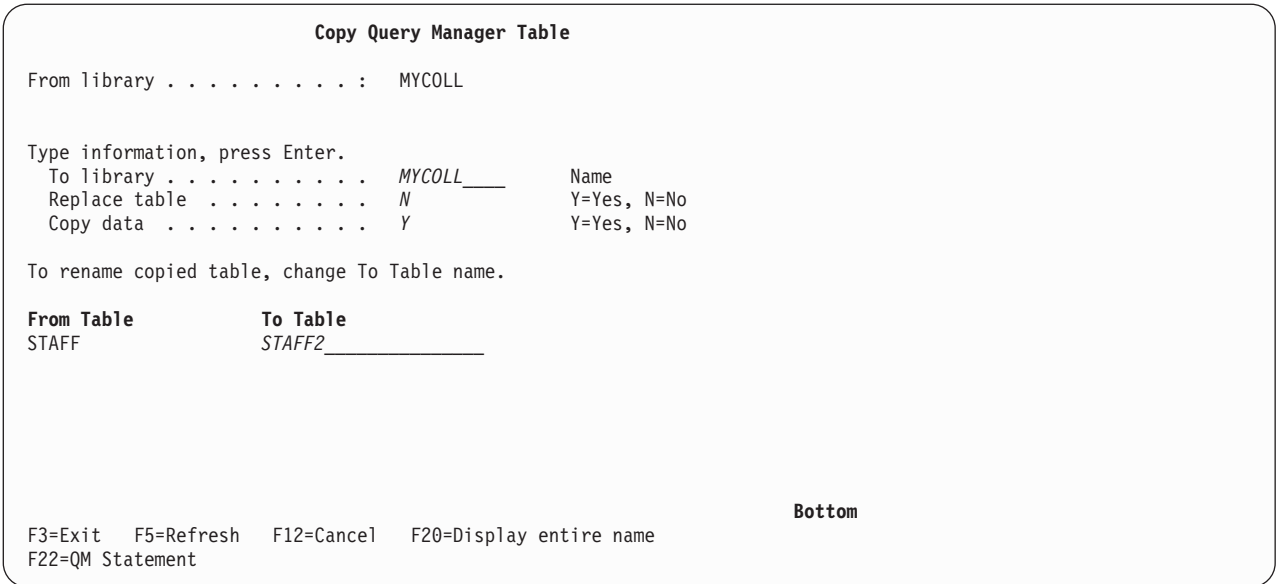 Copy Query Manager Table
From library . . . . . . . . . :   MYCOLL
Type information, press Enter.
To library . . . . . . . . . .   MYCOLL____      Name
Replace table  . . . . . . . .   N               Y=Yes, N=No
Copy data  . . . . . . . . . .   Y               Y=Yes, N=No
To rename copied table, change To Table name.
From Table            To Table
STAFF                 STAFF2_______________
Bottom
F3=Exit   F5=Refresh   F12=Cancel   F20=Display entire name
F22=QM Statement